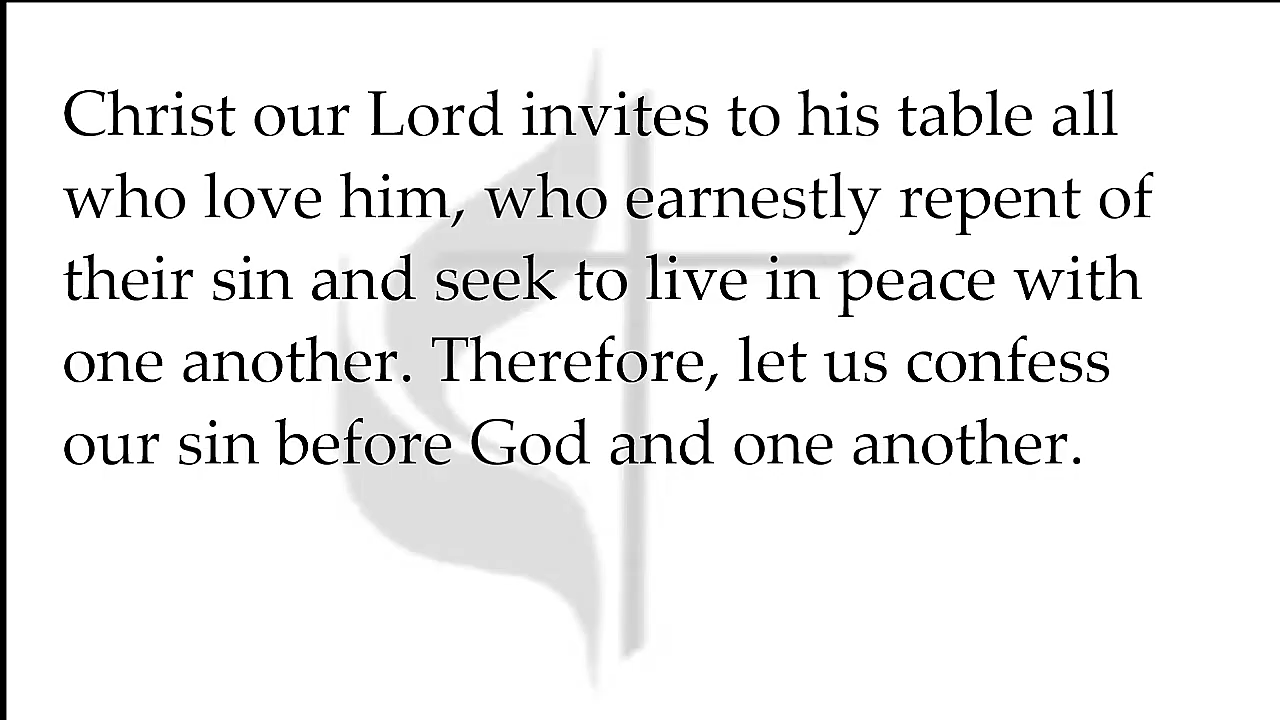 Christ our Lord invites to his table all
who love him, who earnestly repent of
their sin and seek to live in peace with
one another. Therefore, let us confess
our sin before God and one another.